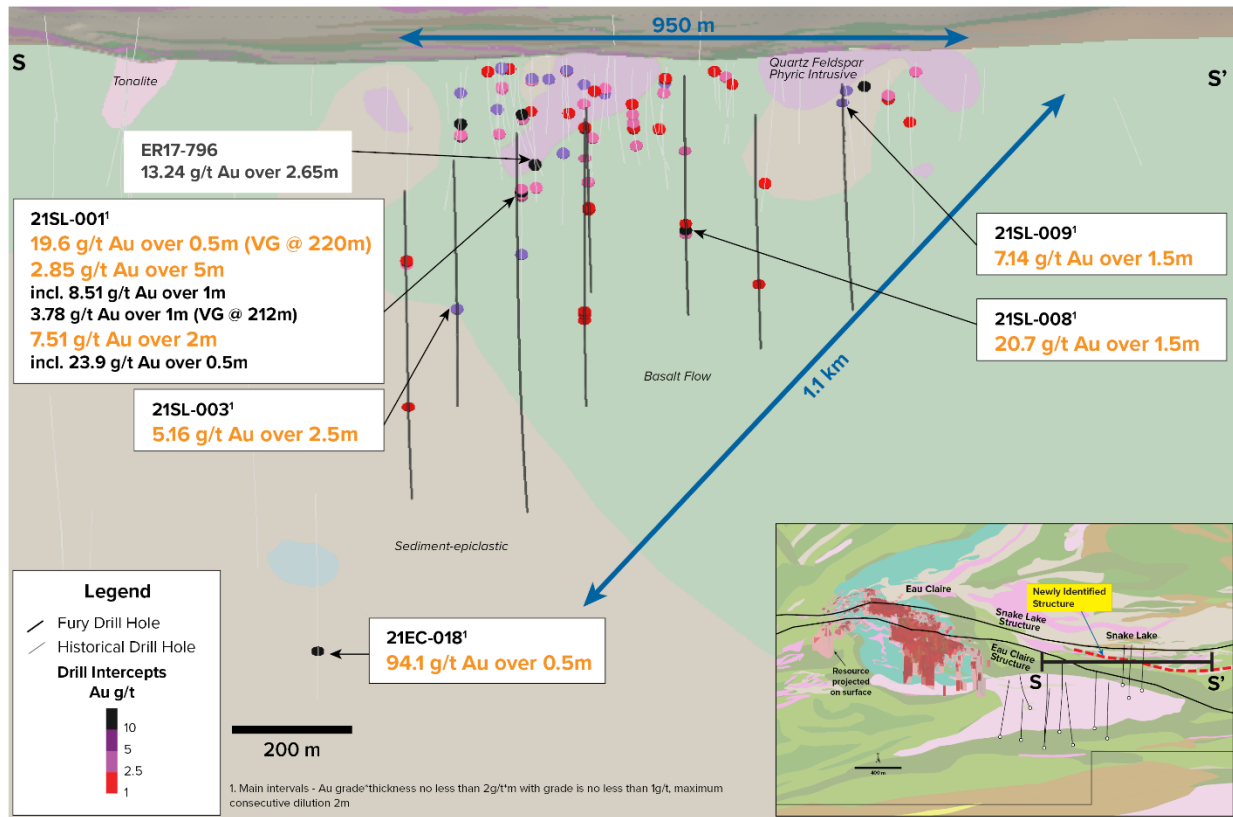 950 m
S
S'
Tonalite
Quartz Feldspar
Phyric Intrusive
ER17-796
13.24 g/t Au over 2.65m
21SL-001¹
19.6 g/t Au over 0.5m (VG @ 220m)
2.85 g/t Au over 5m
incl. 8.51 g/t Au over 1m
3.78 g/t Au over 1m (VG @ 212m)
7.51 g/t Au over 2m
incl. 23.9 g/t Au over 0.5m
21SL-009¹
7.14 g/t Au over 1.5m
21SL-008¹
20.7 g/t Au over 1.5m
1.1 km
Basalt Flow
21SL-003¹
5.16 g/t Au over 2.5m
Sediment-epiclastic
21EC-018¹
94.1 g/t Au over 0.5m
200 m
Legend
Fury Drill Hole
Historical Drill Hole
Drill Intercepts
Au g/t
10
5
2.5
1
1. Main intervals - Au grade*thickness no less than 2g/t*m with grade is no less than 1g/t, maximum
consecutive dilution 2m
Eau Claire
Newly Identified
Structure
Snake Lake
Structure
Snake Lake
Eau Claire
Structure
S
S'
Resource
projected
on surface
400 m